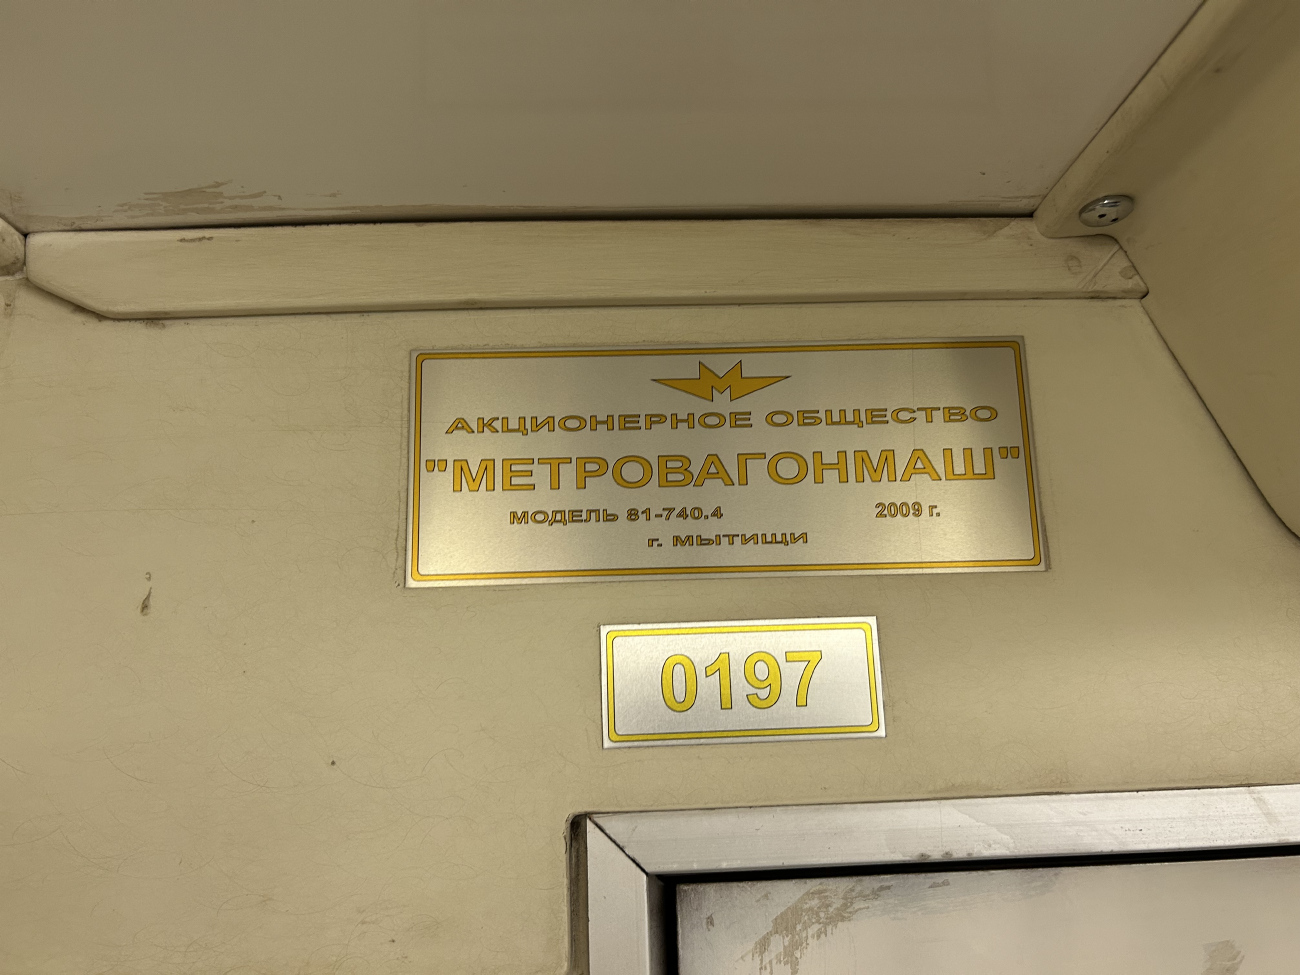 АКЦИОНЕРНОЕ ОБЩЕСТВО
"МЕТРОВАГОНМАШ"
МОДЕЛЬ 81-740.4 2009 г.
г. МЫТИЩИ
0197